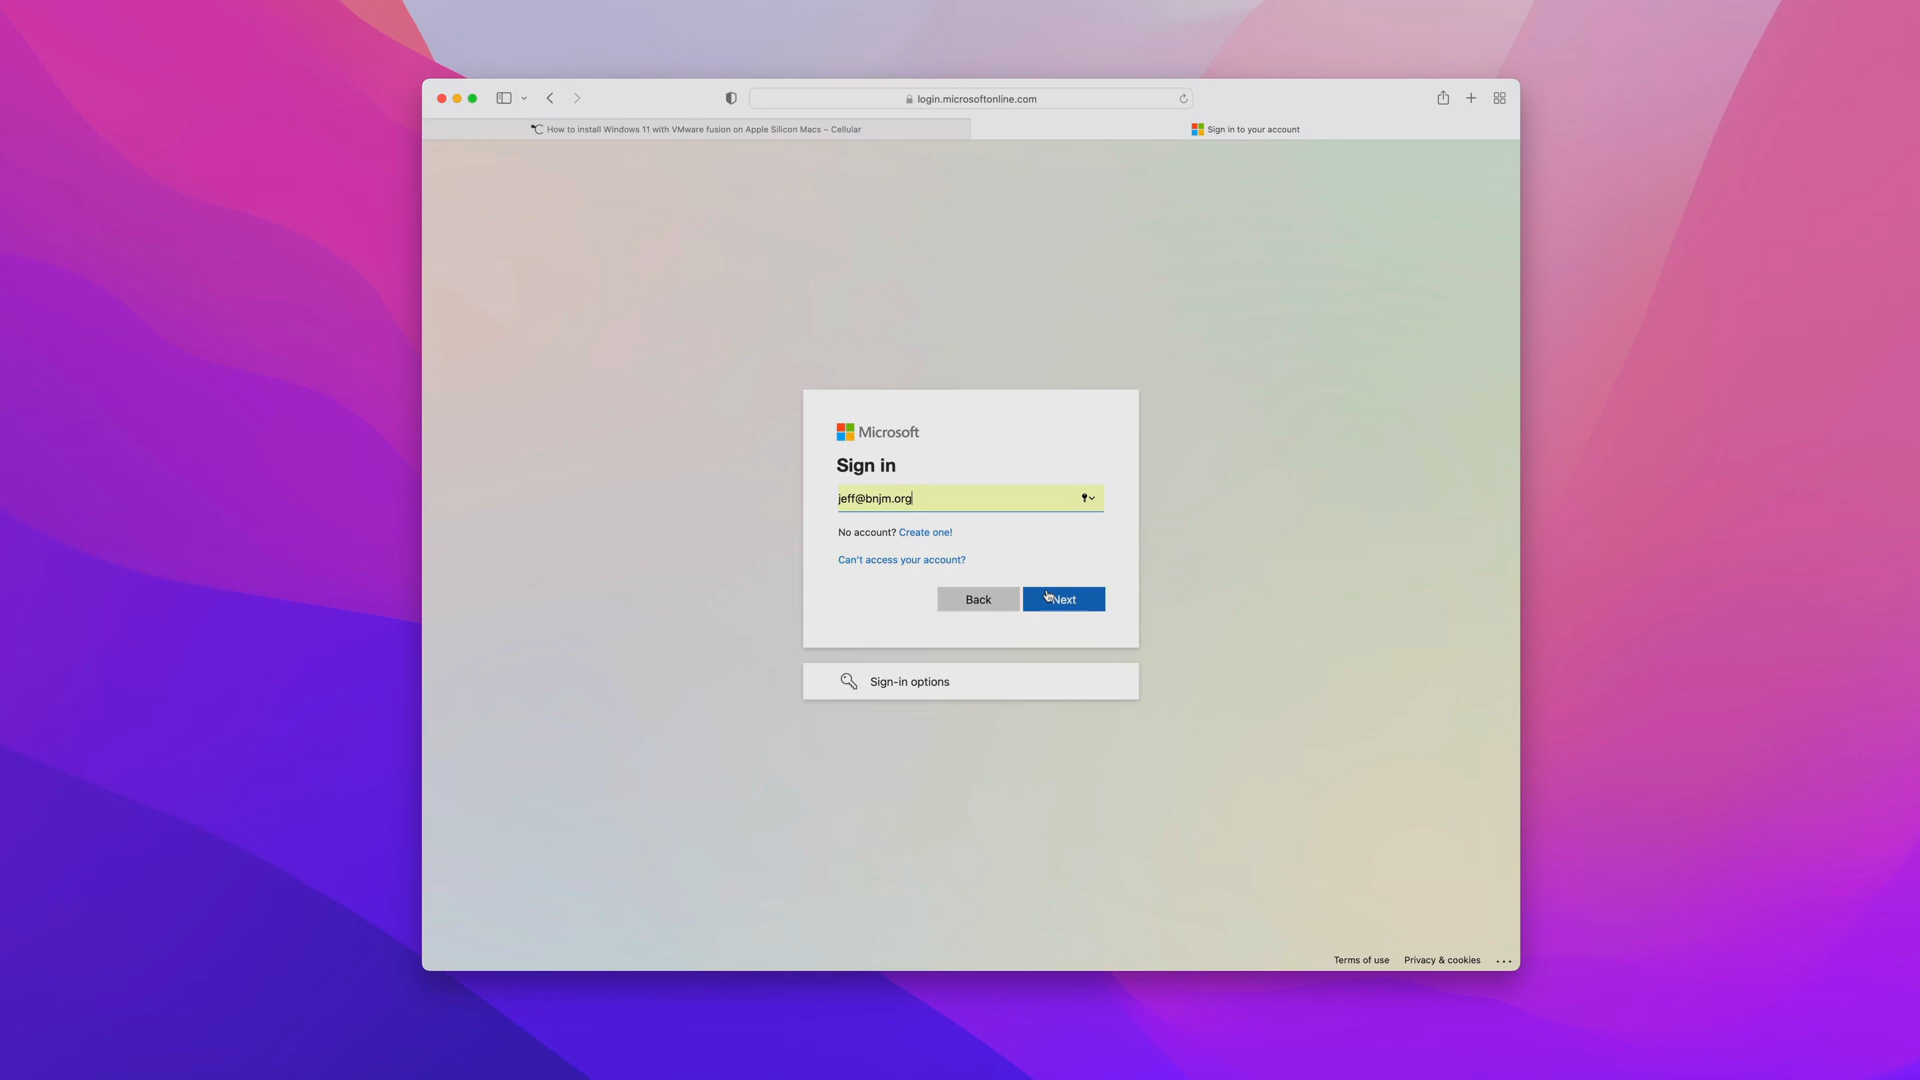 login.microsoftonline.com
How to install Windows 11 with VMware fusion on Apple Silicon Macs – Cellular
Sign in to your account
Microsoft
Sign in
jeff@bnjm.org
No account? Create one!
Can't access your account?
Back
Next
Sign-in options
Terms of use
Privacy & cookies
...